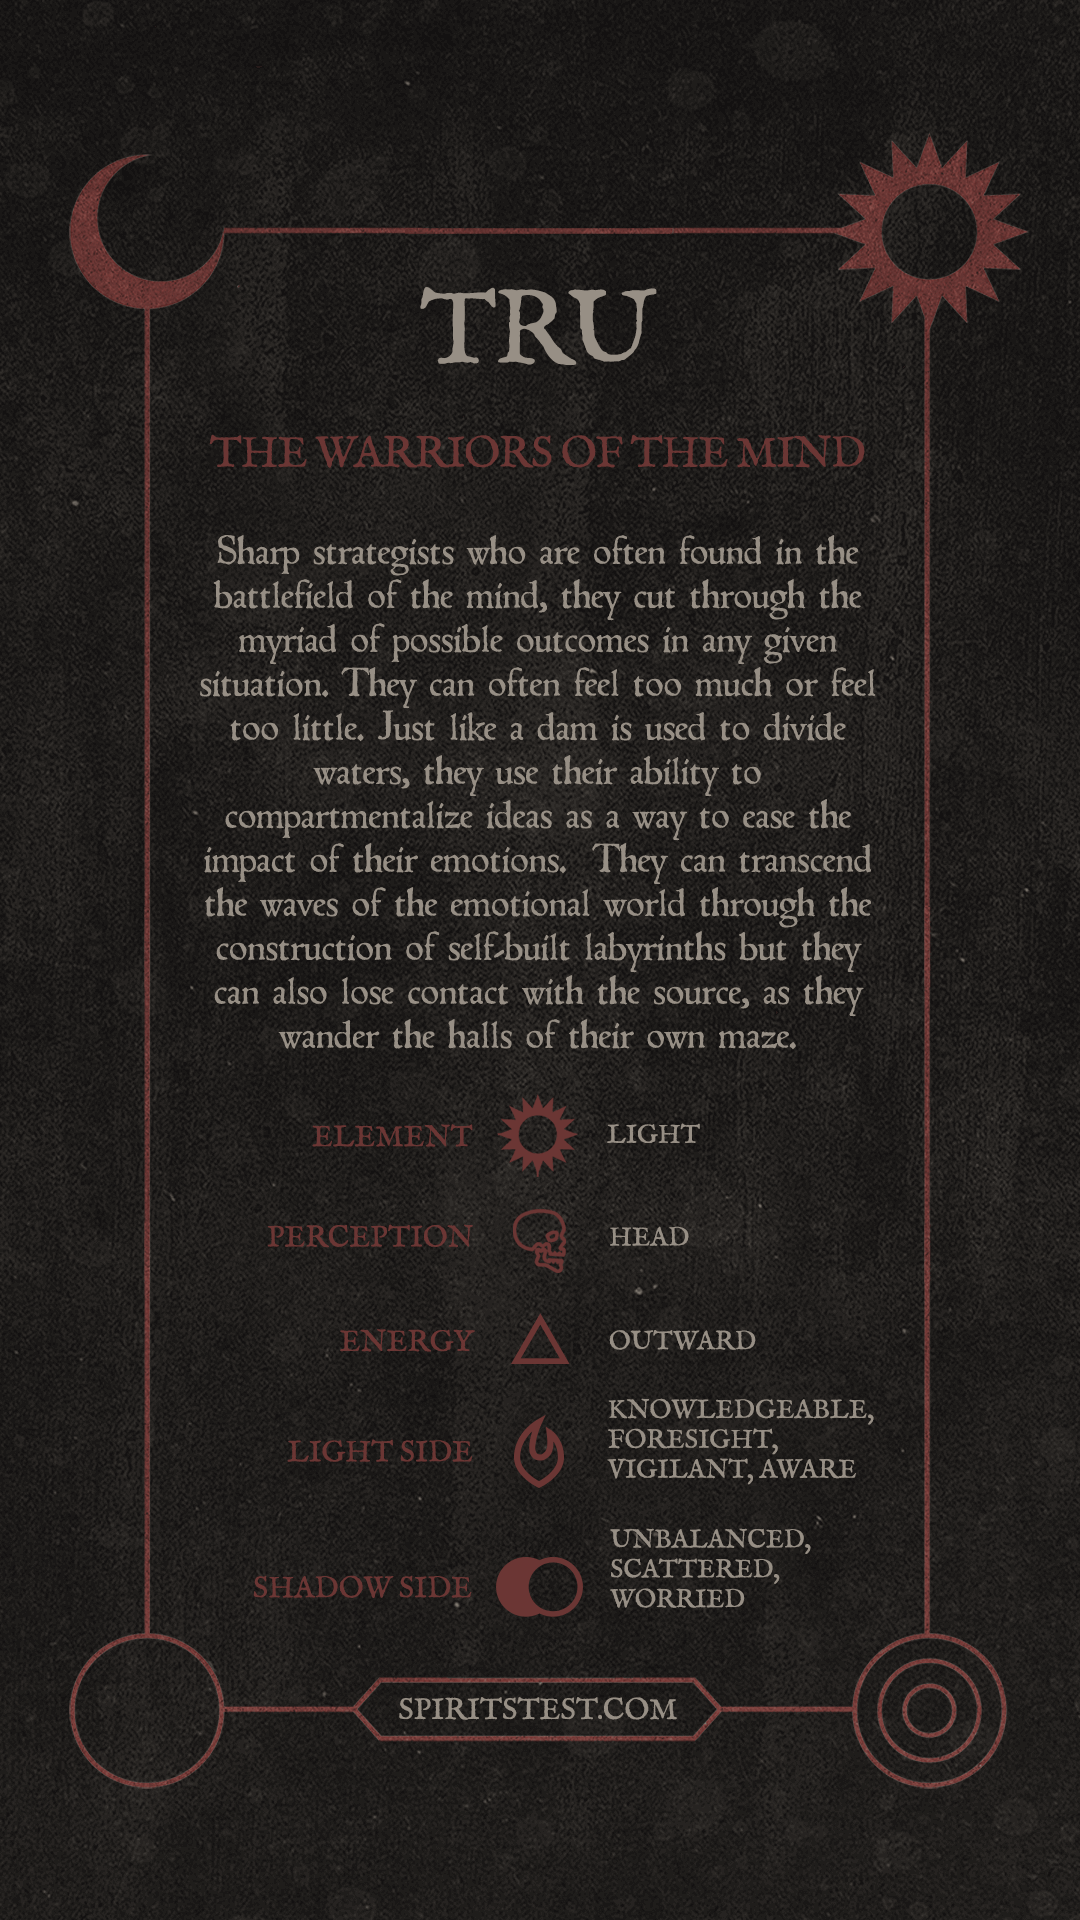 TRU
THE WARRIORS OF THE MIND
Sharp strategists who are often found in the
battlefield of the mind, they cut through the
myriad of possible outcomes in any given
situation. They can often feel too much or feel
too little. Just like a dam is used to divide
waters, they use their ability to
compartmentalize ideas as a way to ease the
impact of their emotions.  They can transcend
the waves of the emotional world through the
construction of self-built labyrinths but they
can also lose contact with the source, as they
wander the halls of their own maze.
ELEMENT LIGHT
PERCEPTION HEAD
ENERGY OUTWARD
LIGHT SIDE KNOWLEDGEABLE,
FORESIGHT,
VIGILANT, AWARE
SHADOW SIDE UNBALANCED,
SCATTERED,
WORRIED
SPIRITSTEST.COM